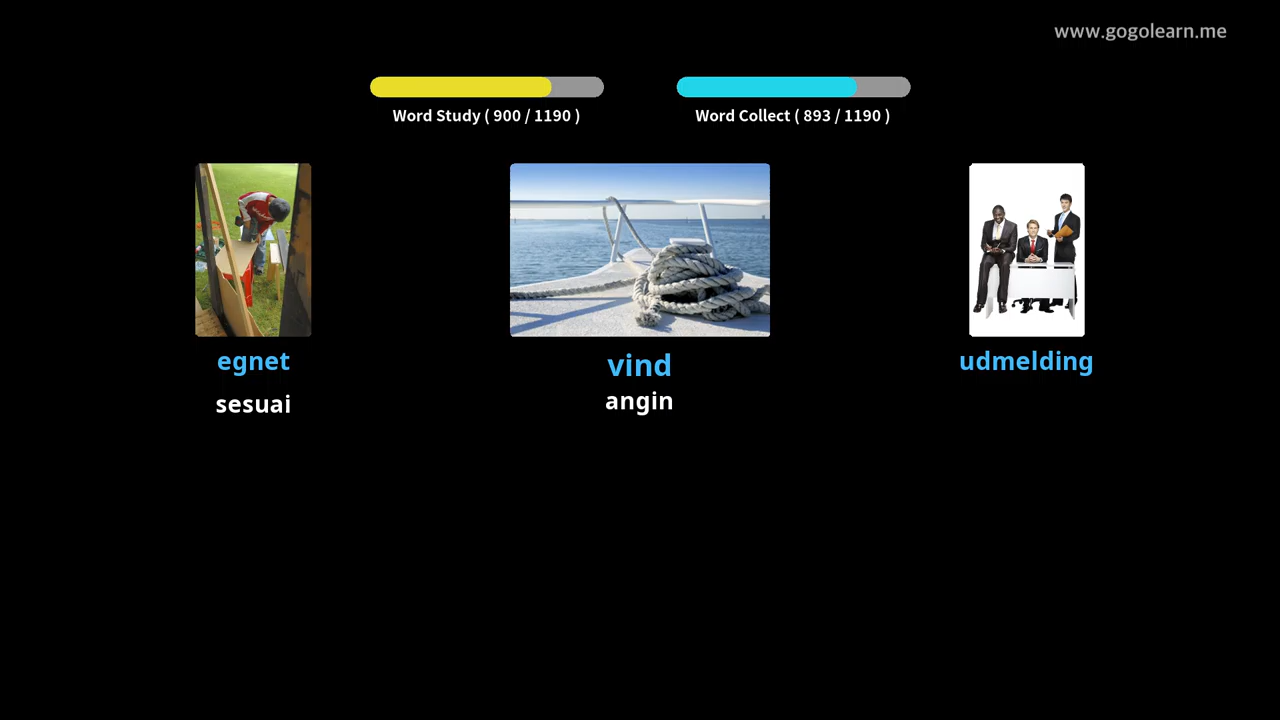 www.gogolearn.me
Word Study ( 900 / 1190 )
Word Collect ( 893 / 1190 )
egnet
sesuai
vind
angin
udmelding